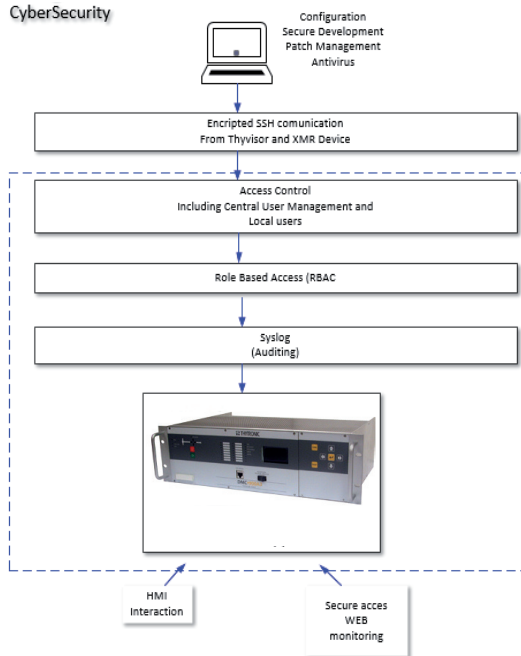 CyberSecurity
Configuration
Secure Development
Patch Management
Antivirus
Encripted SSH comunication
From Thyvisor and XMR Device
Access Control
Including Central User Management and
Local users
Role Based Access (RBAC
Syslog
(Auditing)
THYTRONIC
HMI
Interaction
Secure acces
WEB
monitoring